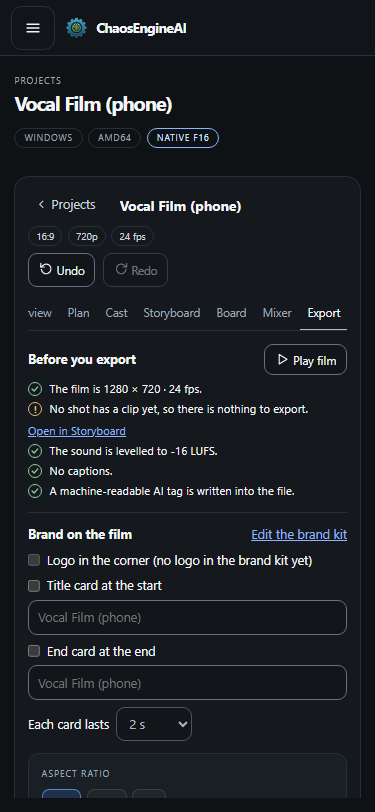 ChaosEngineAI
PROJECTS
Vocal Film (phone)
WINDOWS AMD64 NATIVE F16
Projects Vocal Film (phone)
16:9 720p 24 fps
Undo Redo
view Plan Cast Storyboard Board Mixer Export
Before you export Play film
The film is 1280 × 720 · 24 fps.
No shot has a clip yet, so there is nothing to export.
Open in Storyboard
The sound is levelled to -16 LUFS.
No captions.
A machine-readable AI tag is written into the file.
Brand on the film Edit the brand kit
Logo in the corner (no logo in the brand kit yet)
Title card at the start
Vocal Film (phone)
End card at the end
Vocal Film (phone)
Each card lasts 2 s
ASPECT RATIO